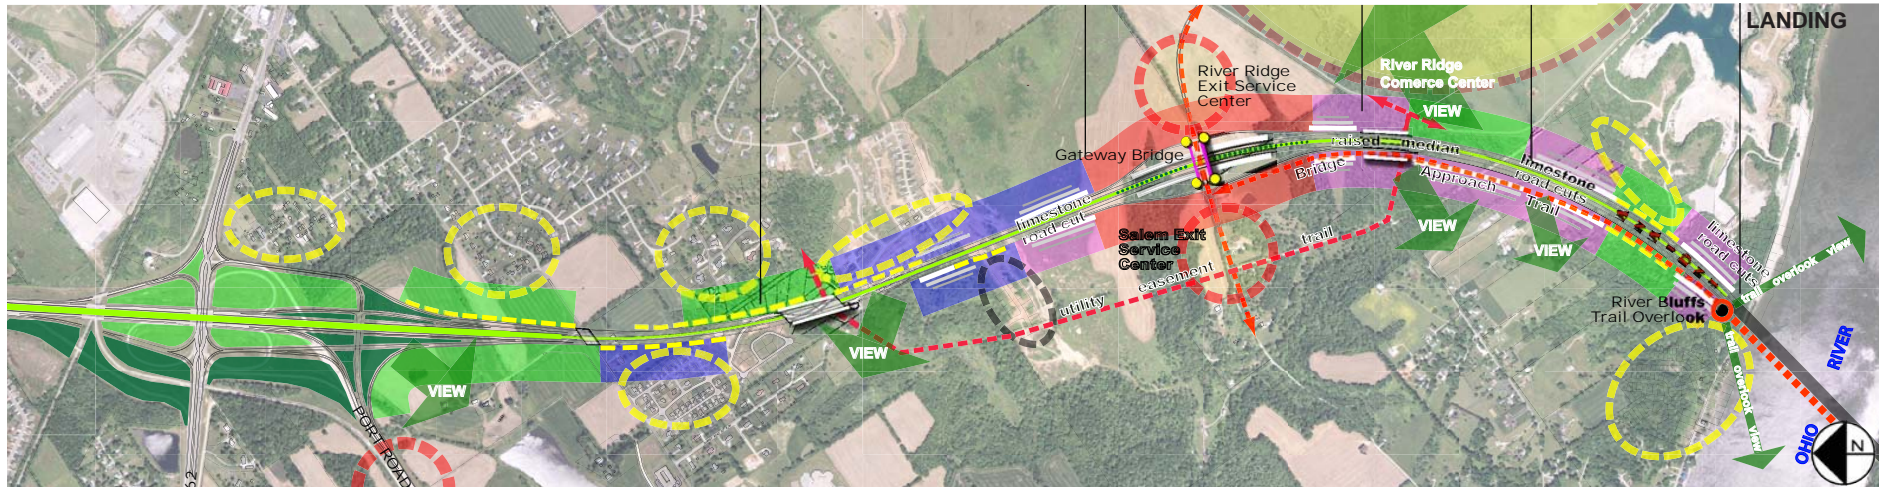 LANDING
River Ridge
Comerce Center
River Ridge
Exit Service
Center
VIEW
Gateway Bridge
raised median
limestone
road cuts
Bridge
Approach
Trail
limestone
road cut
Salem Exit
Service
Center
VIEW
VIEW
limestone
road cuts
trail overlook view
utility easement trail
River Bluffs
Trail Overlook
VIEW
VIEW
trail overlook view
RIVER
OHIO
PORT ROAD
62
N